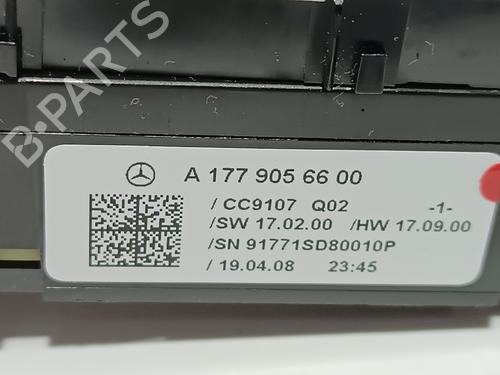 B-PARTS
A 177 905 66 00
/ CC9107 Q02 -1-
/SW 17.02.00 /HW 17.09.00
/SN 91771SD80010P
/ 19.04.08 23:45